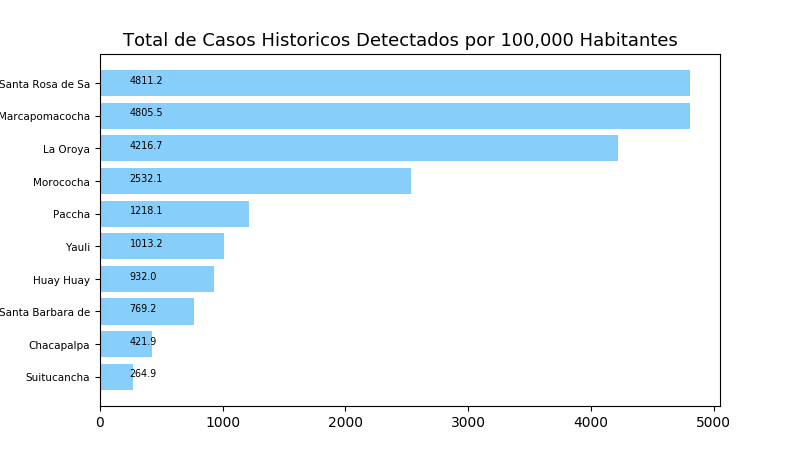 Total de Casos Historicos Detectados por 100,000 Habitantes
Santa Rosa de Sa 4811.2
Marcapomacocha 4805.5
La Oroya 4216.7
Morococha 2532.1
Paccha 1218.1
Yauli 1013.2
Huay Huay 932.0
Santa Barbara de 769.2
Chacapalpa 421.9
Suitucancha 264.9
0 1000 2000 3000 4000 5000